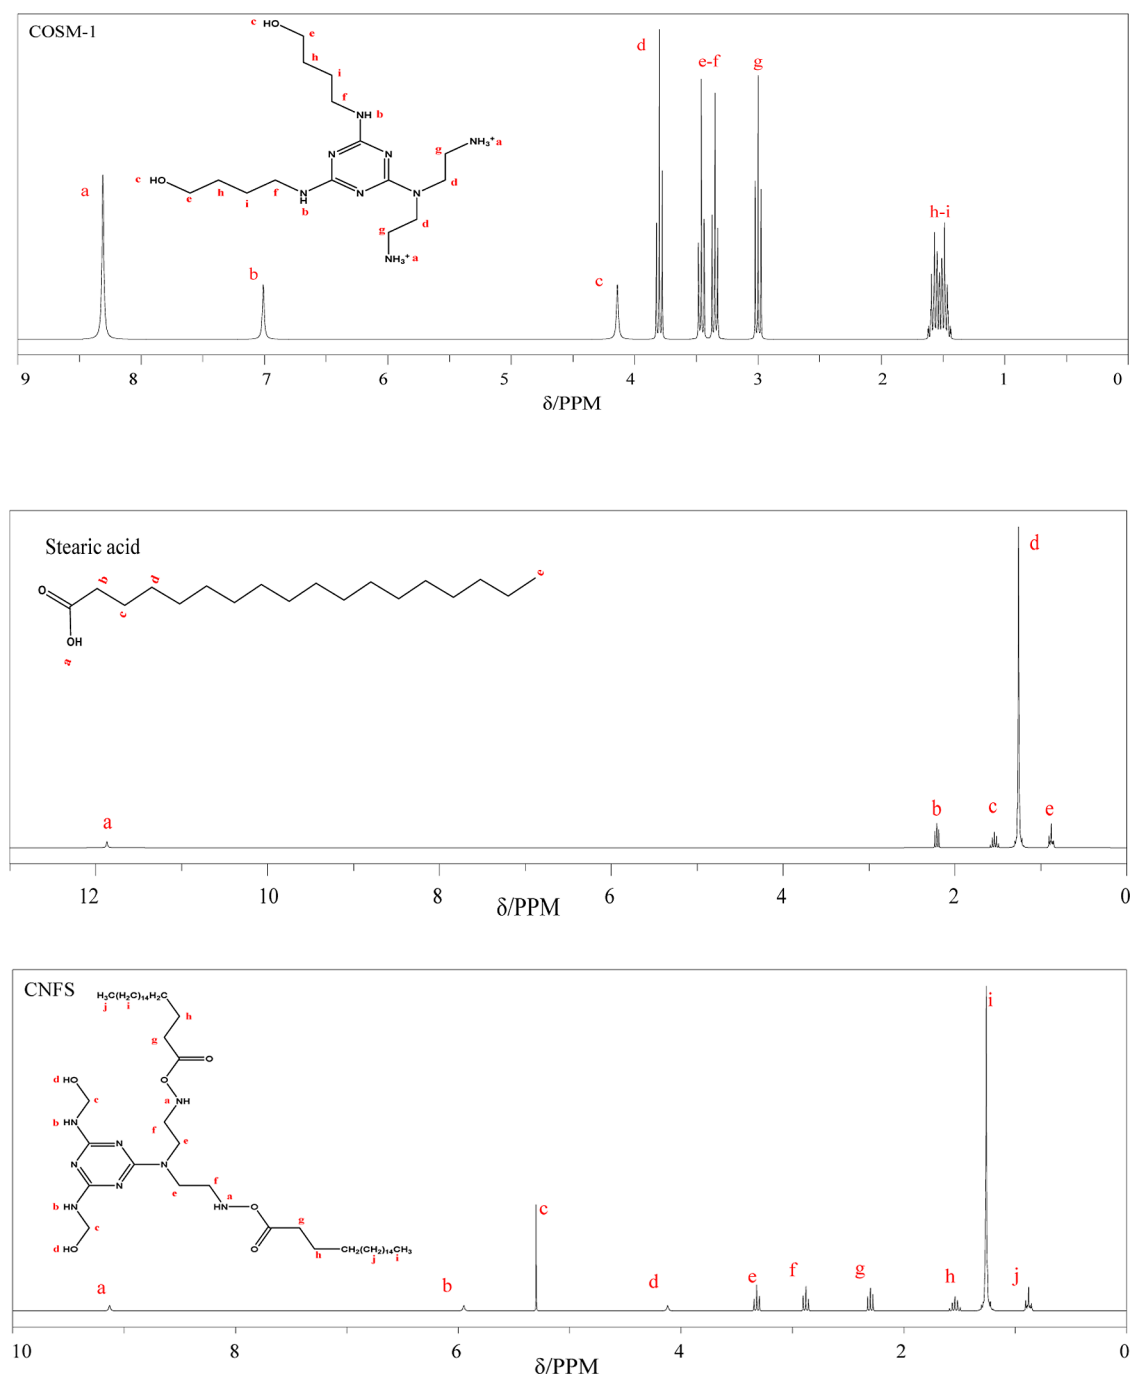 COSM-1
c HO
e
h
i
f
NH b
N N
NH₃⁺ a
g
d
c HO
e
h
i
f
N
H
b
N
N
d
g
NH₃⁺ a
a
b
c
d
e-f
g
h-i
9 8 7 6 5 4 3 2 1 0
δ/PPM
Stearic acid
O
b
d
e
c
OH
a
a
b
c
d
e
12 10 8 6 4 2 0
δ/PPM
CNFS
H₃C(H₂C)₁₄H₂C
j i
h
g
O
O
d HO
c
a NH
b HN
f
e
N
N
N
N
N
f
a
b HN
e
HN O
g
c
d HO
O
h
CH₂(CH₂)₁₄CH₃
j i
a
b
c
d
e
f
g
h
i
j
10 8 6 4 2 0
δ/PPM